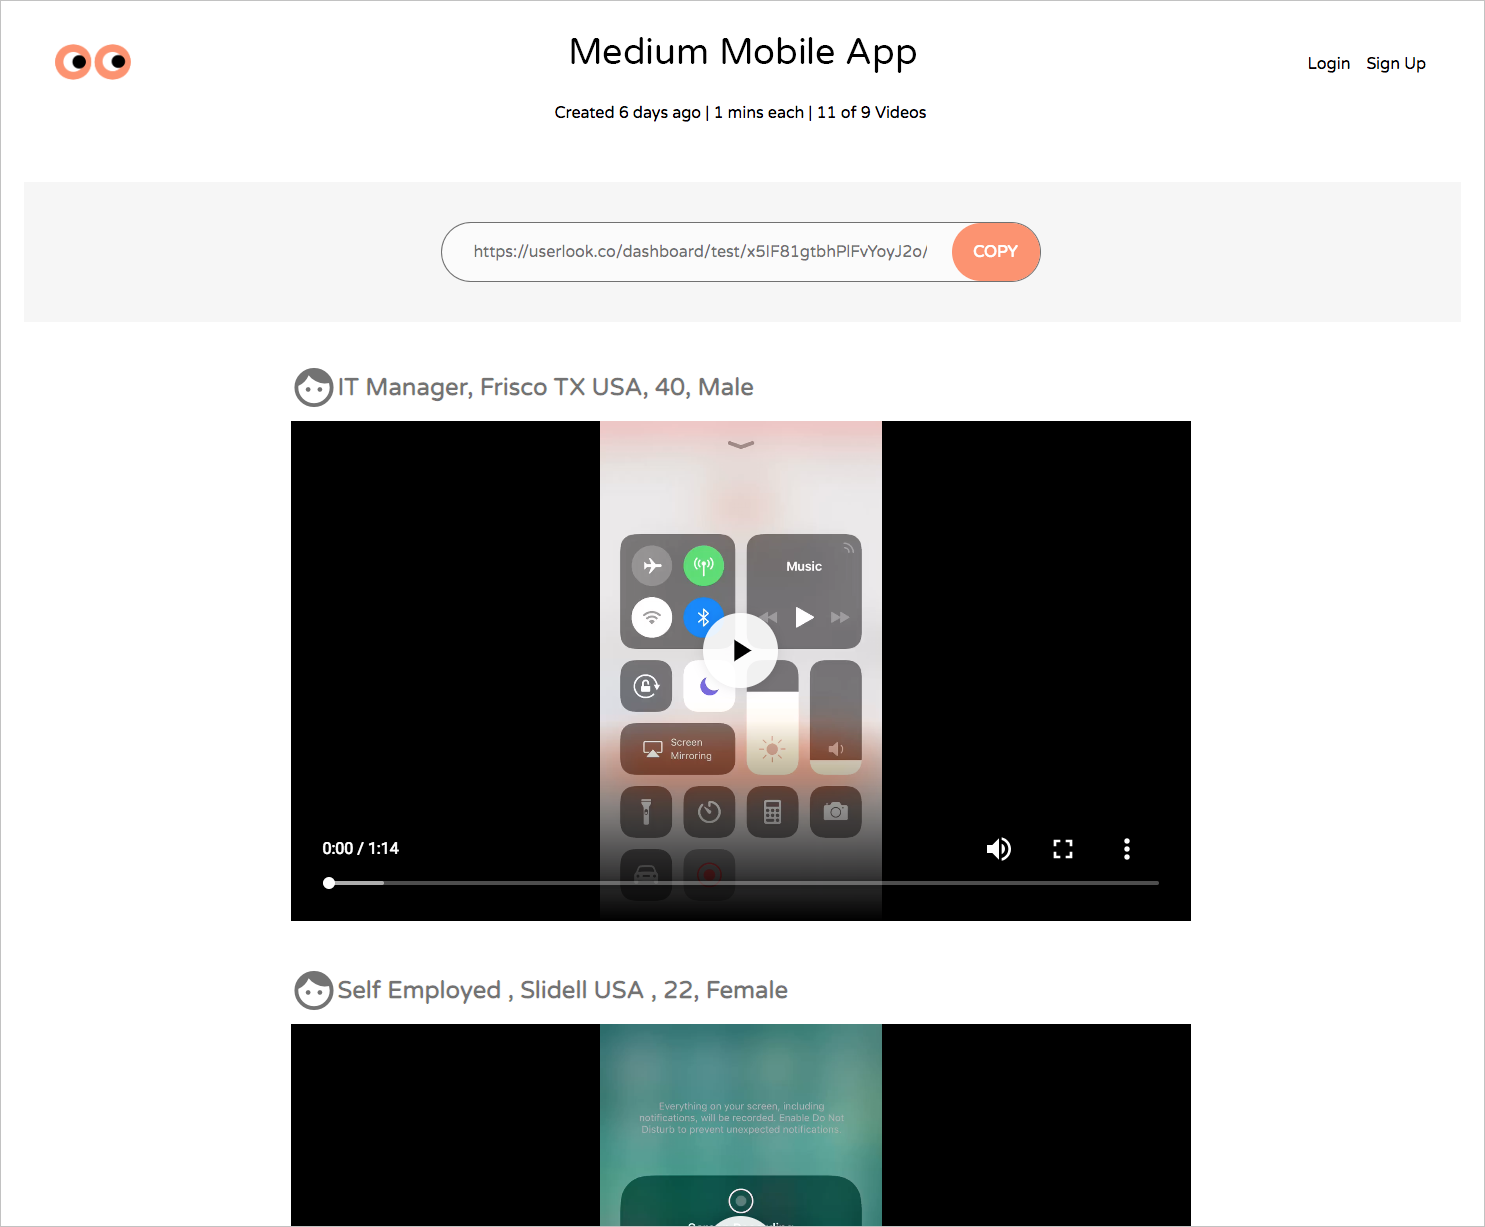 Medium Mobile App
Login Sign Up
Created 6 days ago | 1 mins each | 11 of 9 Videos
https://userlook.co/dashboard/test/x5IF81gtbhPlFvYoyJ2o/
COPY
IT Manager, Frisco TX USA, 40, Male
Music
Screen
Mirroring
0:00 / 1:14
Self Employed , Slidell USA , 22, Female
Everything on your screen, including
notifications, will be recorded. Enable Do Not
Disturb to prevent unexpected notifications.